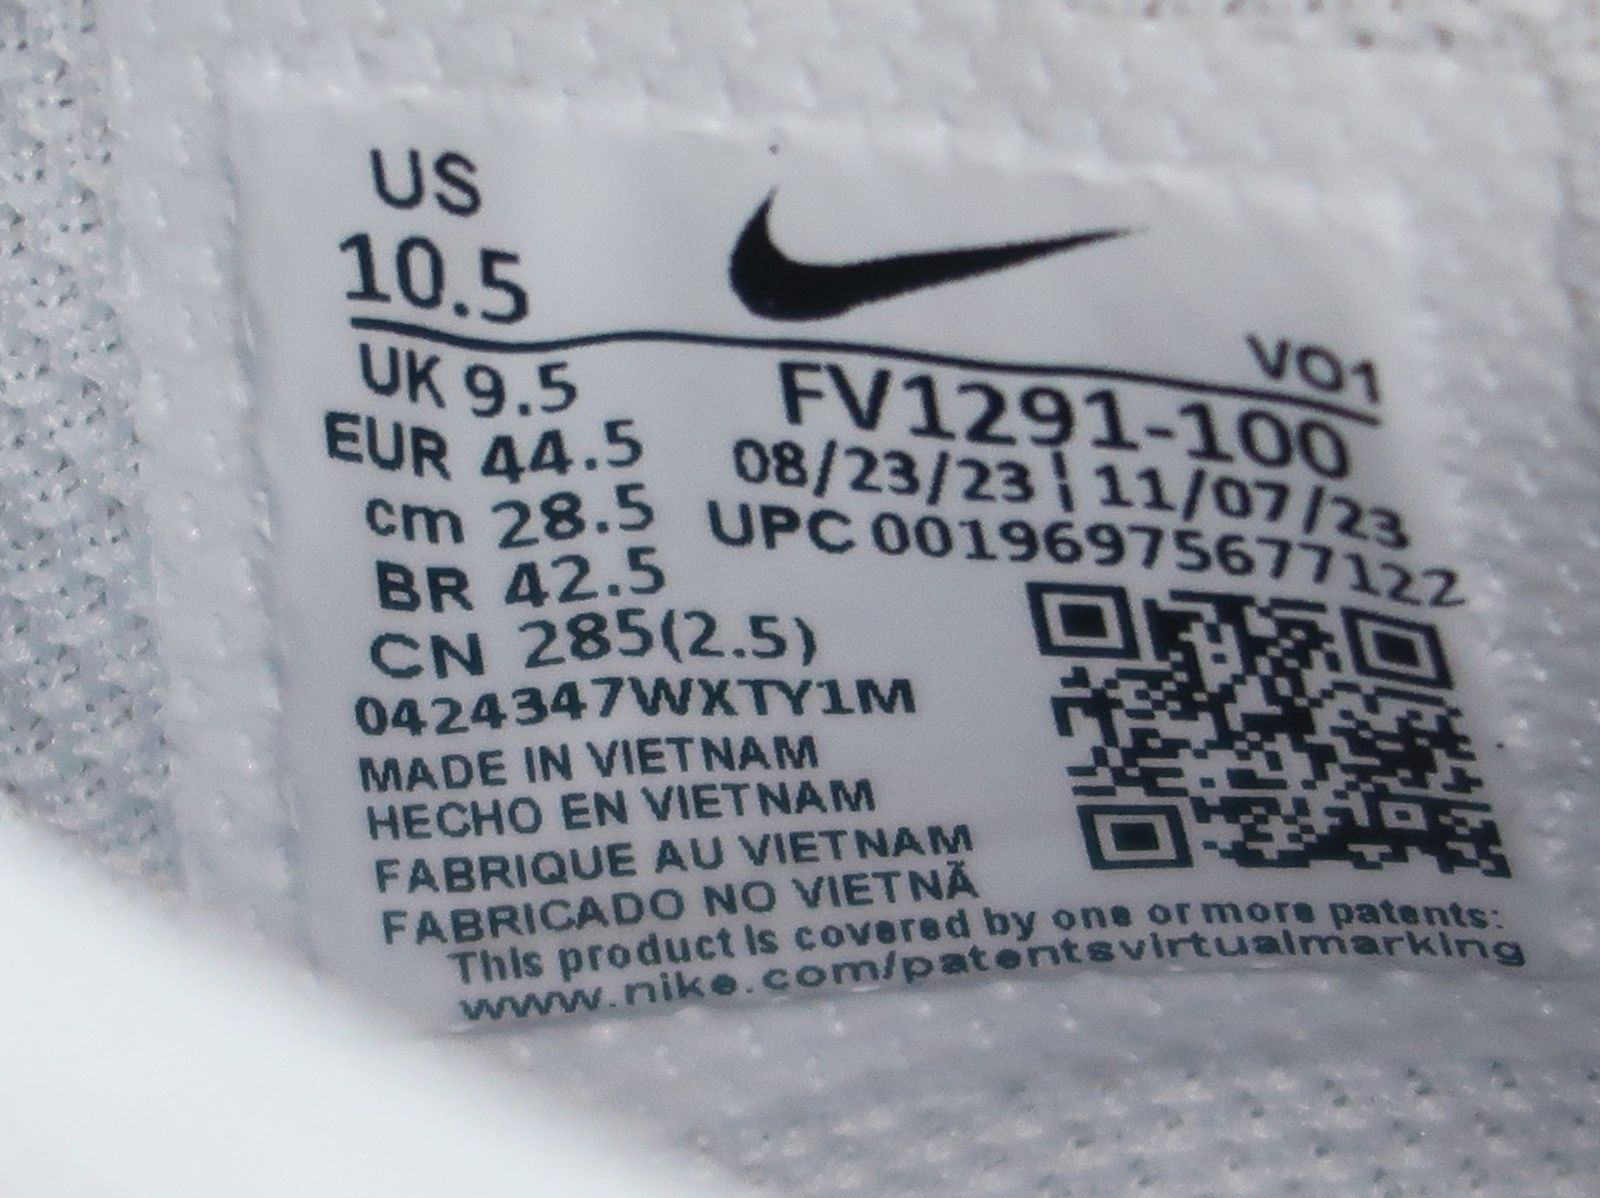 US
10.5
VO1
UK 9.5
FV1291-100
EUR 44.5
08/23/23 | 11/07/23
cm 28.5
UPC 00196975677122
BR 42.5
CN 285(2.5)
0424347WXTY1M
MADE IN VIETNAM
HECHO EN VIETNAM
FABRIQUE AU VIETNAM
FABRICADO NO VIETNÃ
This product is covered by one or more patents:
www.nike.com/patentsvirtualmarking